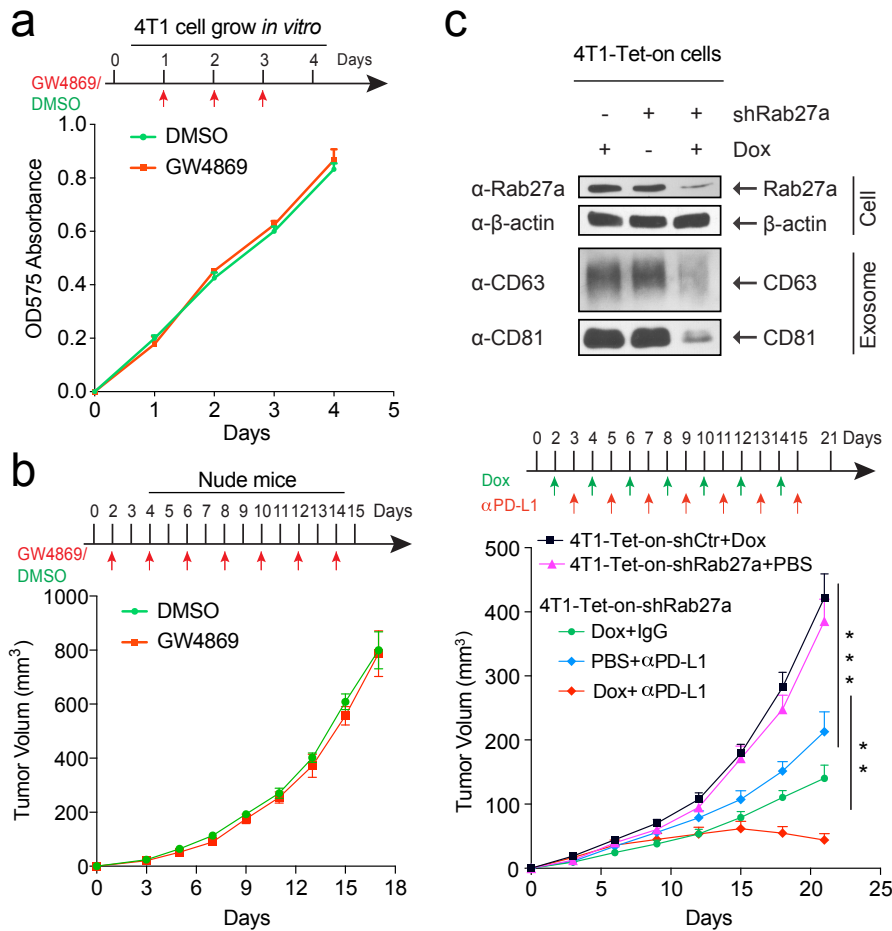 a
4T1 cell grow in vitro
0 1 2 3 4 Days
GW4869/
DMSO
DMSO
GW4869
1.0
0.8
0.6
0.4
0.2
0.0
OD575 Absorbance
0 1 2 3 4 5
Days
b
Nude mice
0 2 3 4 5 6 7 8 9 10 11 12 13 14 15 Days
GW4869/
DMSO
DMSO
GW4869
800
600
400
200
0
Tumor Volum (mm3)
0 3 6 9 12 15 18
Days
c
4T1-Tet-on cells
- + + shRab27a
+ - + Dox
α-Rab27a Rab27a
α-β-actin β-actin
Cell
α-CD63 CD63
α-CD81 CD81
Exosome
0 2 3 4 5 6 7 8 9 10 11 12 13 14 15 21 Days
Dox
αPD-L1
4T1-Tet-on-shCtr+Dox
4T1-Tet-on-shRab27a+PBS
4T1-Tet-on-shRab27a
Dox+IgG
PBS+αPD-L1
Dox+αPD-L1
500
400
300
200
100
0
Tumor Volum (mm3)
0 5 10 15 20 25
Days
***
**